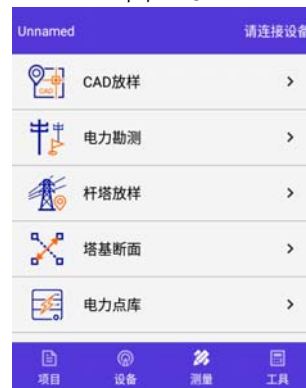 Unnamed 请连接设备
CAD放样
电力勘测
杆塔放样
塔基断面
电力点库
项目 设备 测量 工具